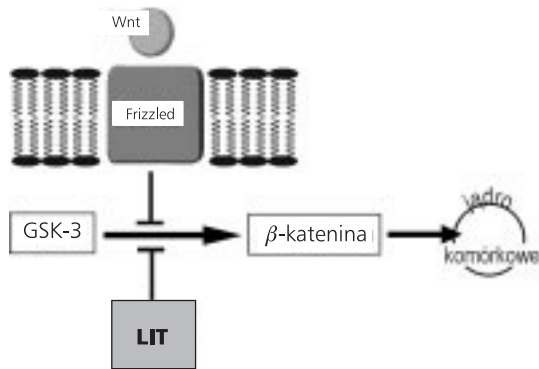 Wnt
Frizzled
GSK-3
β-katenina
jądro
komórkowe
LIT